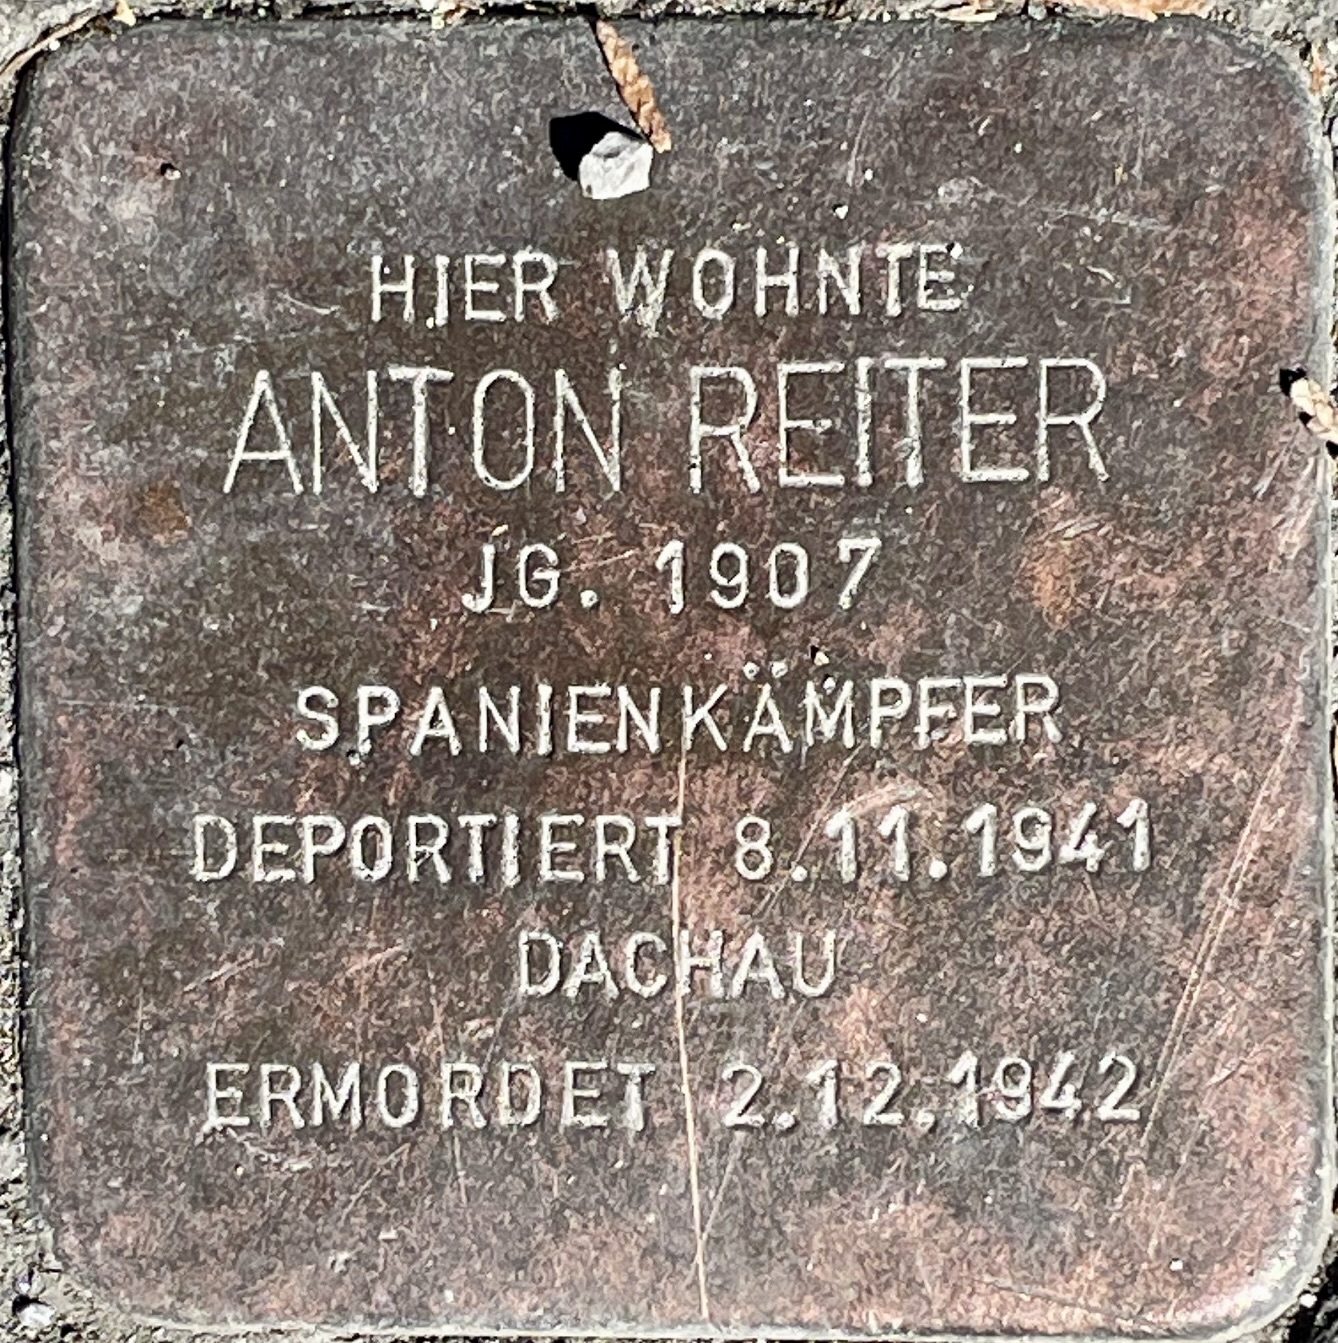 HIER WOHNTE
ANTON REITER
JG. 1907
SPANIENKÄMPFER
DEPORTIERT 8.11.1941
DACHAU
ERMORDET 2.12.1942